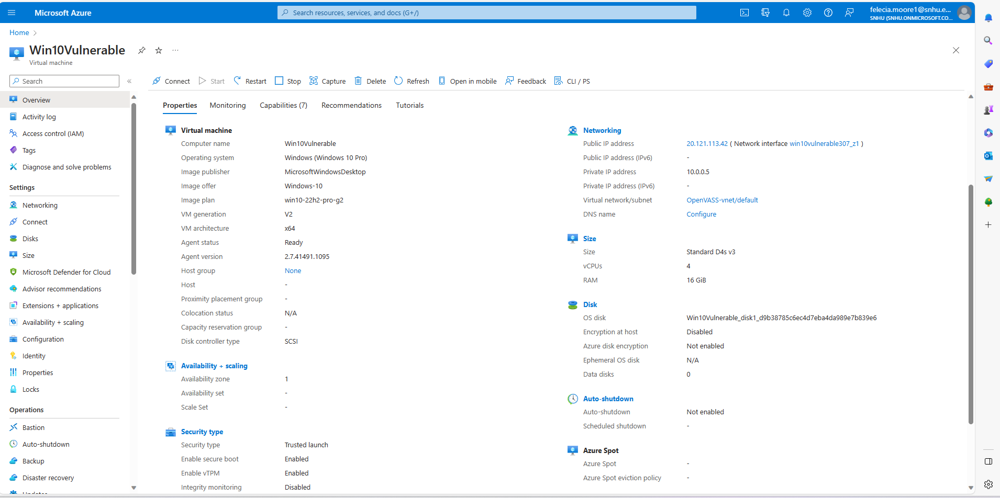 Microsoft Azure
Search resources, services, and docs (G+/)
felecia.moore1@snhu.e...
SNHU (SNHU.ONMICROSOFT.CO...
Home
Win10Vulnerable
Virtual machine
Search
Connect Start Restart Stop Capture Delete Refresh Open in mobile Feedback CLI / PS
Overview
Activity log
Access control (IAM)
Tags
Diagnose and solve problems
Settings
Networking
Connect
Disks
Size
Microsoft Defender for Cloud
Advisor recommendations
Extensions + applications
Availability + scaling
Configuration
Identity
Properties
Locks
Operations
Bastion
Auto-shutdown
Backup
Disaster recovery
Updates
Properties Monitoring Capabilities (7) Recommendations Tutorials
Virtual machine
Computer name Win10Vulnerable
Operating system Windows (Windows 10 Pro)
Image publisher MicrosoftWindowsDesktop
Image offer Windows-10
Image plan win10-22h2-pro-g2
VM generation V2
VM architecture x64
Agent status Ready
Agent version 2.7.41491.1095
Host group None
Host -
Proximity placement group -
Colocation status N/A
Capacity reservation group -
Disk controller type SCSI
Availability + scaling
Availability zone 1
Availability set -
Scale Set -
Security type
Security type Trusted launch
Enable secure boot Enabled
Enable vTPM Enabled
Integrity monitoring Disabled
Networking
Public IP address 20.121.113.42 ( Network interface win10vulnerable307_z1 )
Public IP address (IPv6) -
Private IP address 10.0.0.5
Private IP address (IPv6) -
Virtual network/subnet OpenVASS-vnet/default
DNS name Configure
Size
Size Standard D4s v3
vCPUs 4
RAM 16 GiB
Disk
OS disk Win10Vulnerable_disk1_d9b38785c6ec4d7eba4da989e7b839e6
Encryption at host Disabled
Azure disk encryption Not enabled
Ephemeral OS disk N/A
Data disks 0
Auto-shutdown
Auto-shutdown Not enabled
Scheduled shutdown -
Azure Spot
Azure Spot -
Azure Spot eviction policy -